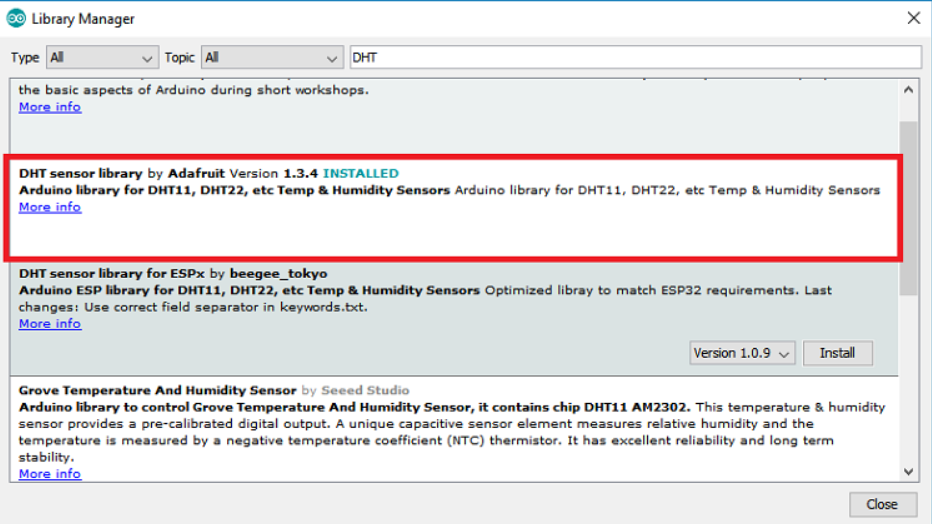 Library Manager
Type All Topic All DHT
the basic aspects of Arduino during short workshops.
More info
DHT sensor library by Adafruit Version 1.3.4 INSTALLED
Arduino library for DHT11, DHT22, etc Temp & Humidity Sensors Arduino library for DHT11, DHT22, etc Temp & Humidity Sensors
More info
DHT sensor library for ESPx by beegee_tokyo
Arduino ESP library for DHT11, DHT22, etc Temp & Humidity Sensors Optimized libray to match ESP32 requirements. Last
changes: Use correct field separator in keywords.txt.
More info
Version 1.0.9 Install
Grove Temperature And Humidity Sensor by Seeed Studio
Arduino library to control Grove Temperature And Humidity Sensor, it contains chip DHT11 AM2302. This temperature & humidity
sensor provides a pre-calibrated digital output. A unique capacitive sensor element measures relative humidity and the
temperature is measured by a negative temperature coefficient (NTC) thermistor. It has excellent reliability and long term
stability.
More info
Close